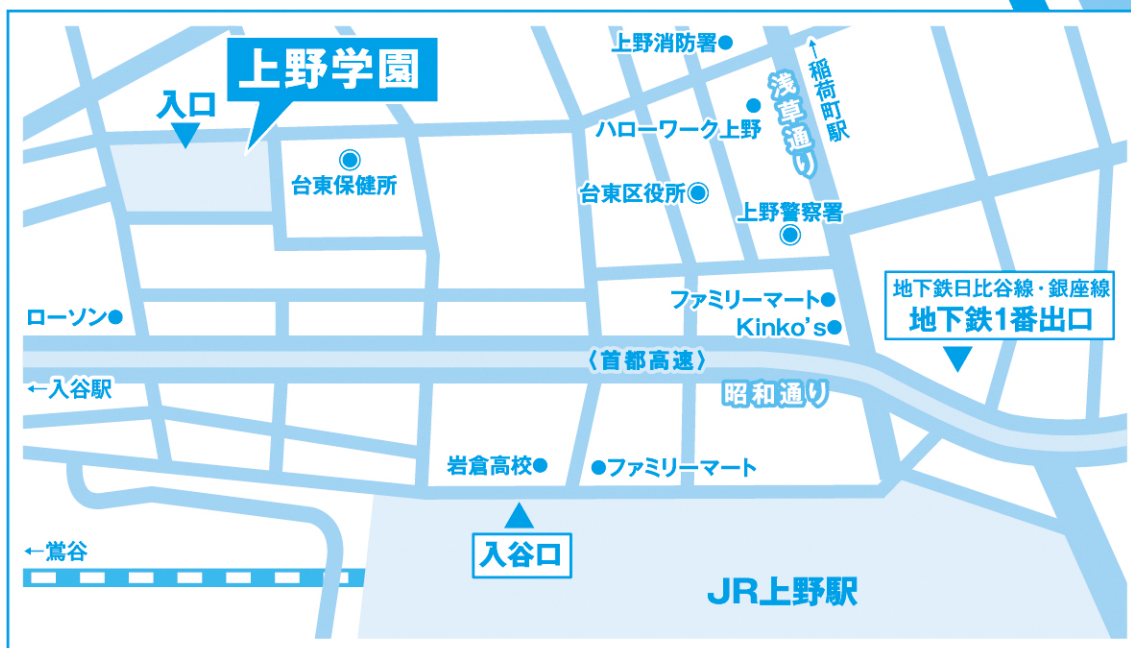 上野消防署
上野学園
入口
↑稲荷町駅
浅草通り
ハローワーク上野
台東保健所
台東区役所
上野警察署
地下鉄日比谷線・銀座線
地下鉄1番出口
ファミリーマート
ローソン
Kinko's
〈首都高速〉
←入谷駅
昭和通り
岩倉高校
ファミリーマート
入谷口
←鶯谷
JR上野駅